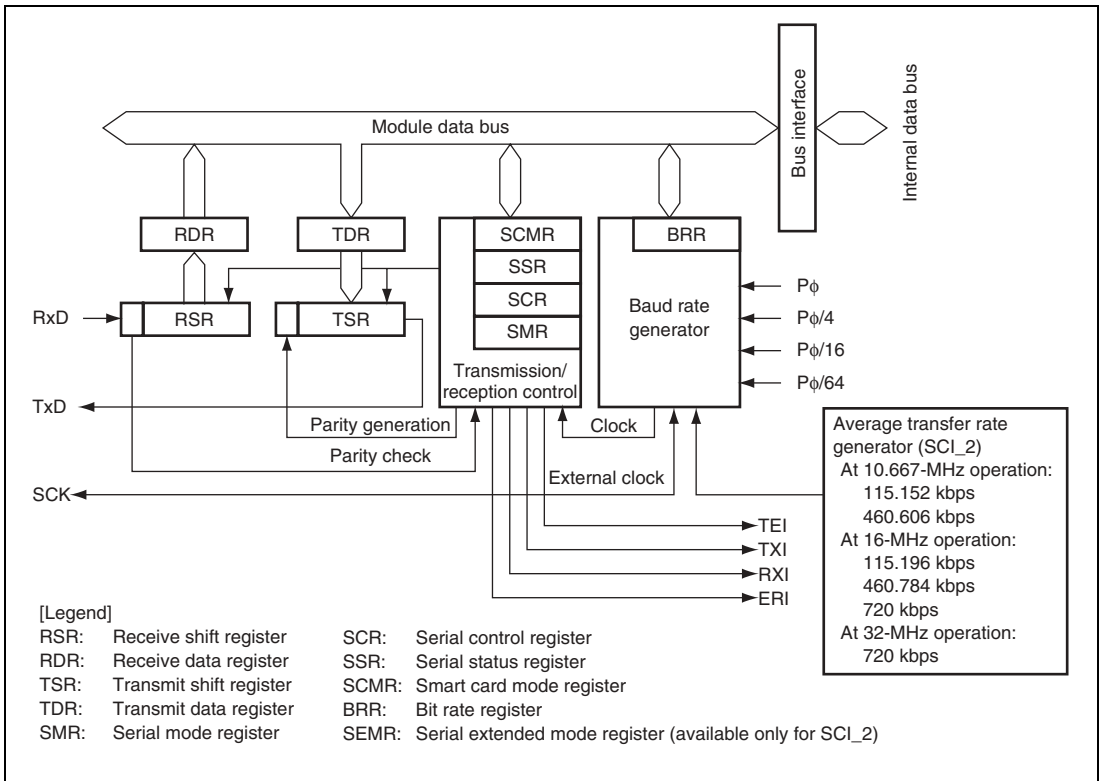 Module data bus
Bus interface
Internal data bus
RDR
TDR
SCMR
BRR
SSR
SCR
SMR
RxD
RSR
TSR
Baud rate
generator
Pϕ
Pϕ/4
Pϕ/16
Pϕ/64
Transmission/
reception control
TxD
Parity generation
Clock
Parity check
SCK
External clock
Average transfer rate
generator (SCI_2)
At 10.667-MHz operation:
115.152 kbps
460.606 kbps
At 16-MHz operation:
115.196 kbps
460.784 kbps
720 kbps
At 32-MHz operation:
720 kbps
TEI
TXI
RXI
ERI
[Legend]
RSR: Receive shift register
RDR: Receive data register
TSR: Transmit shift register
TDR: Transmit data register
SMR: Serial mode register
SCR: Serial control register
SSR: Serial status register
SCMR: Smart card mode register
BRR: Bit rate register
SEMR: Serial extended mode register (available only for SCI_2)